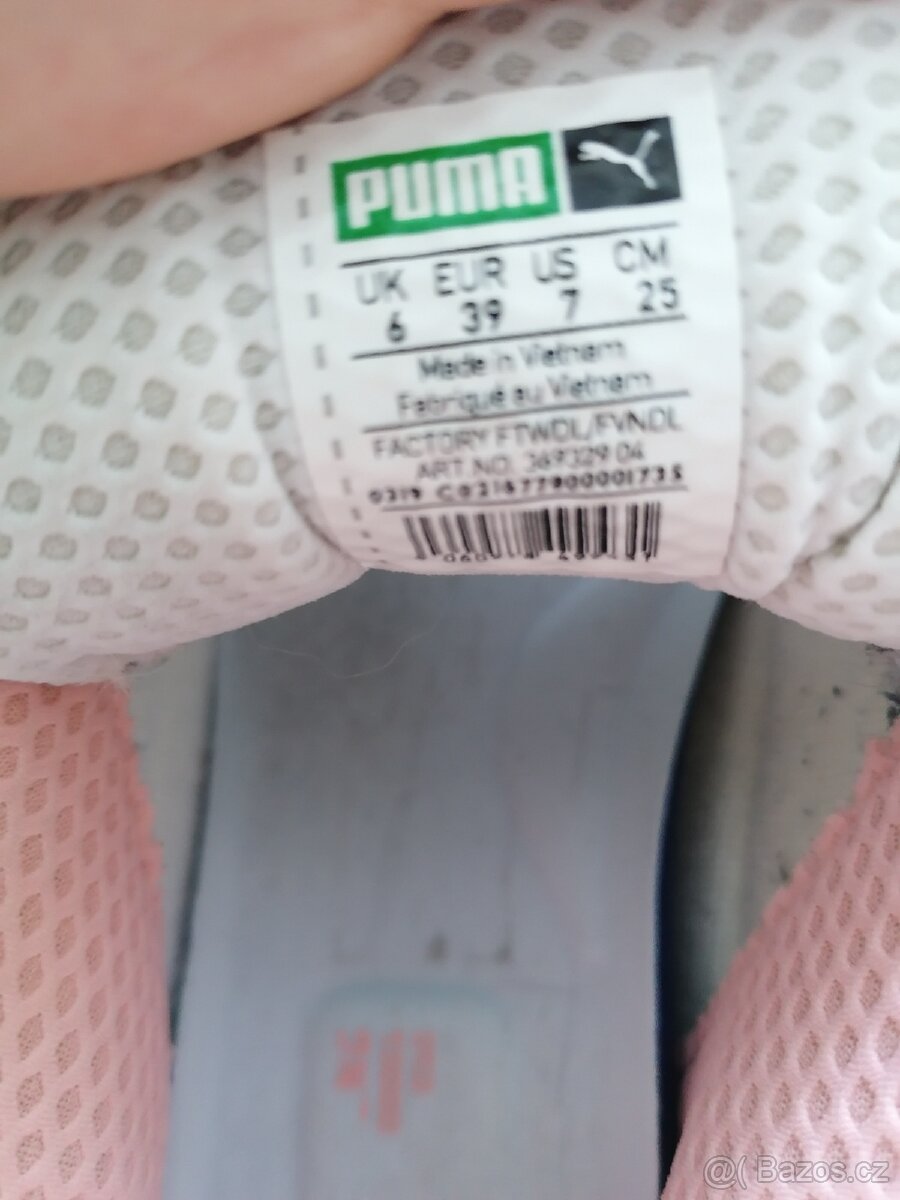 PUMA
UK EUR US CM
6 39 7 25
Made in Vietnam
Fabriqué au Vietnam
FACTORY FTWDL/FVNDL
ART.NO. 369329 04
0319
@( Bazos.cz